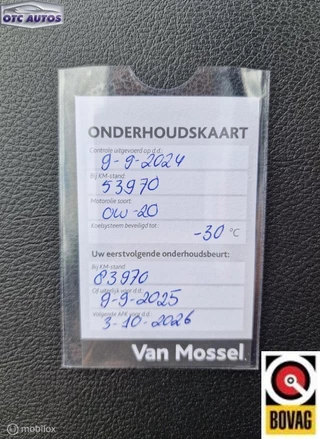 OTC AUTOS
ONDERHOUDSKAART
Controle uitgevoerd op d.d.:
9-9-2024
Bij KM-stand:
53970
Motorolie soort:
0W-20
Koelsysteem beveiligd tot:
-30 °C
Uw eerstvolgende onderhoudsbeurt:
Bij KM-stand:
83970
Of uiterlijk voor d.d.:
9-9-2025
Volgende APK voor d.d.:
3-10-2026
Van Mossel
BOVAG
mobilox